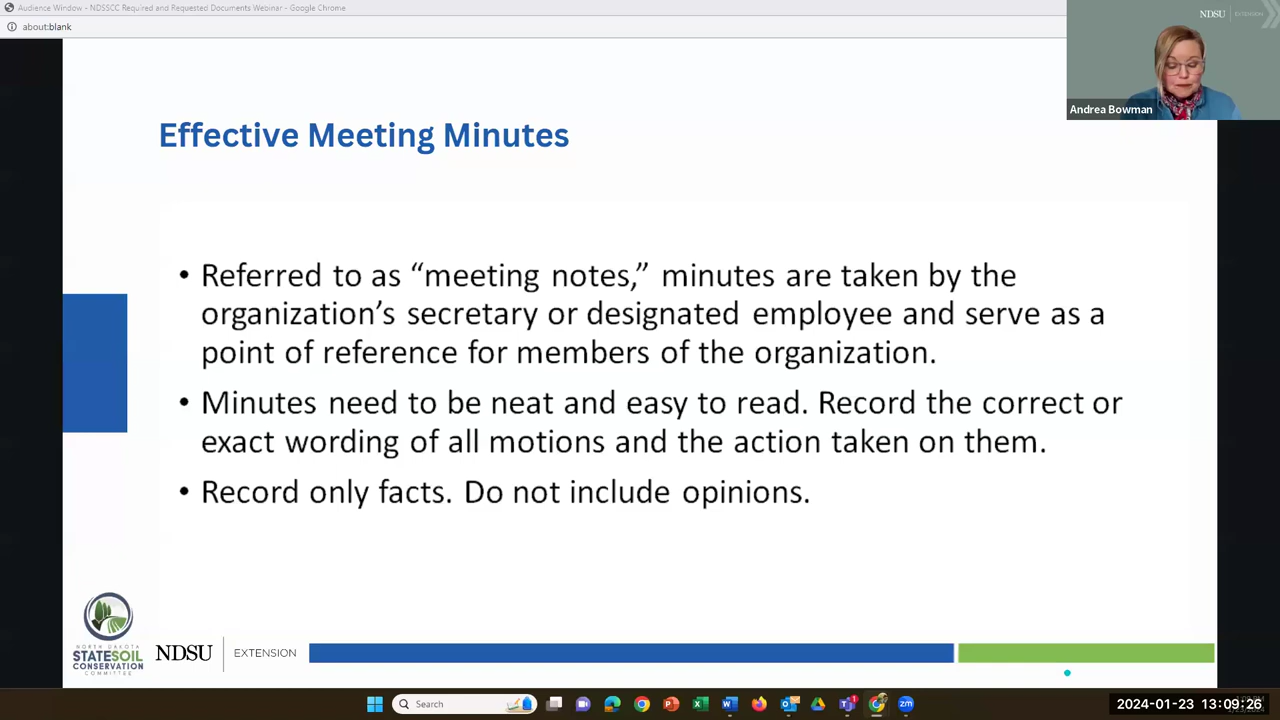 Audience Window - NDSSCC Required and Requested Documents Webinar - Google Chrome
about:blank
NDSU EXTENSION
Andrea Bowman
Effective Meeting Minutes
• Referred to as “meeting notes,” minutes are taken by the
organization’s secretary or designated employee and serve as a
point of reference for members of the organization.
• Minutes need to be neat and easy to read. Record the correct or
exact wording of all motions and the action taken on them.
• Record only facts. Do not include opinions.
NORTH DAKOTA
STATESOIL
CONSERVATION
COMMITTEE
NDSU EXTENSION
Search
2024-01-23 13:09:26